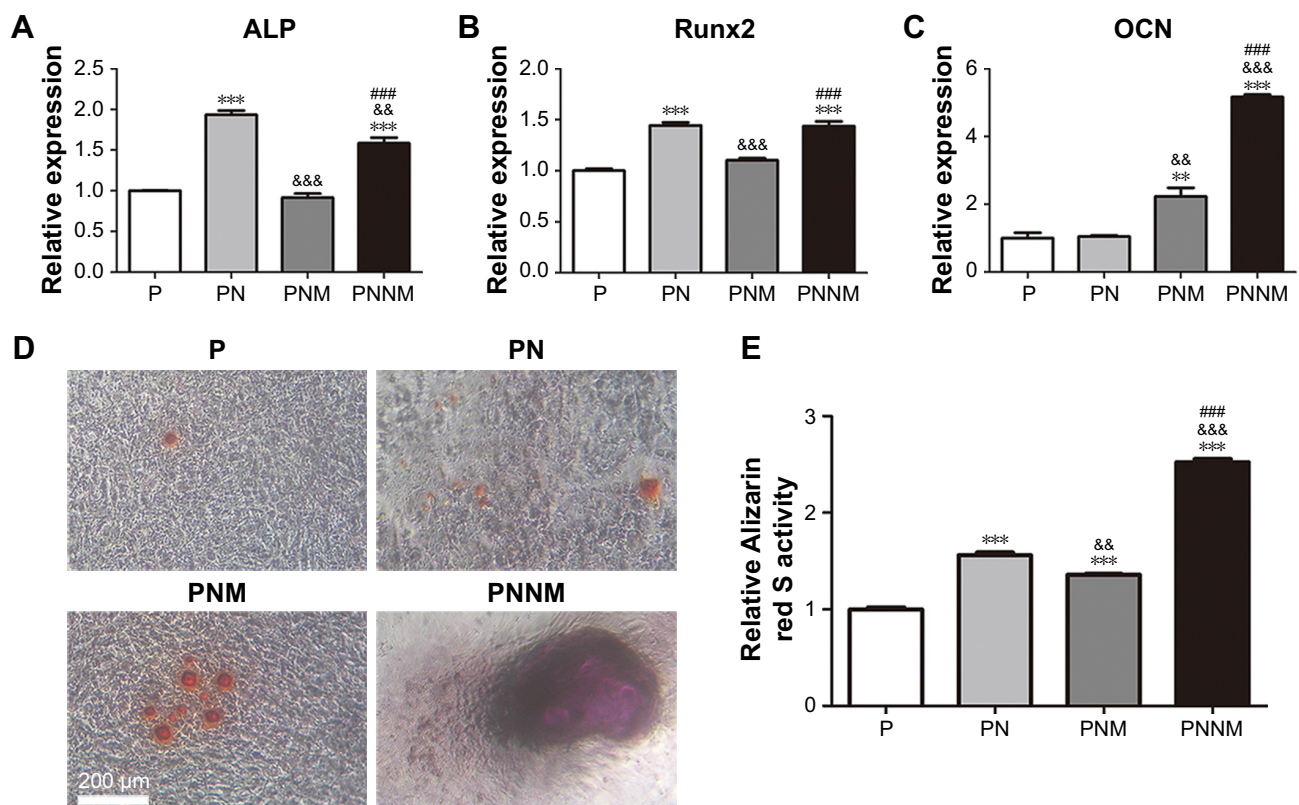 A
ALP
Relative expression
2.5
2.0
1.5
1.0
0.5
0.0
***
&&&
###
&&
***
P PN PNM PNNM
B
Runx2
Relative expression
2.0
1.5
1.0
0.5
0.0
***
&&&
###
***
P PN PNM PNNM
C
OCN
Relative expression
6
4
2
0
&&
**
###
&&&
***
P PN PNM PNNM
D
P
PN
PNM
PNNM
200 µm
E
Relative Alizarin
red S activity
3
2
1
0
***
&&
***
###
&&&
***
P PN PNM PNNM